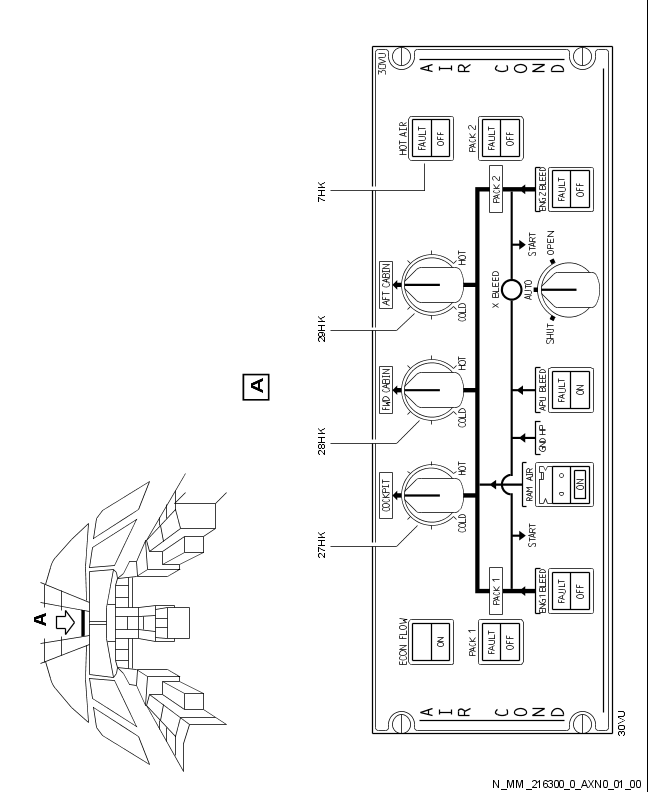 30VU
AIR COND
HOT AIR
FAULT
OFF
PACK 2
FAULT
OFF
7HK
PACK 2
ENG 2 BLEED
FAULT
OFF
AFT CABIN
HOT
COLD
29HK
X BLEED
START
OPEN
AUTO
SHUT
A
FWD CABIN
HOT
COLD
28HK
APU BLEED
FAULT
ON
GND HP
COCKPIT
HOT
COLD
27HK
RAM AIR
ON
START
A
PACK 1
ENG 1 BLEED
FAULT
OFF
ECON FLOW
ON
PACK 1
FAULT
OFF
AIR COND
30VU
N_MM_216300_0_AXN0_01_00